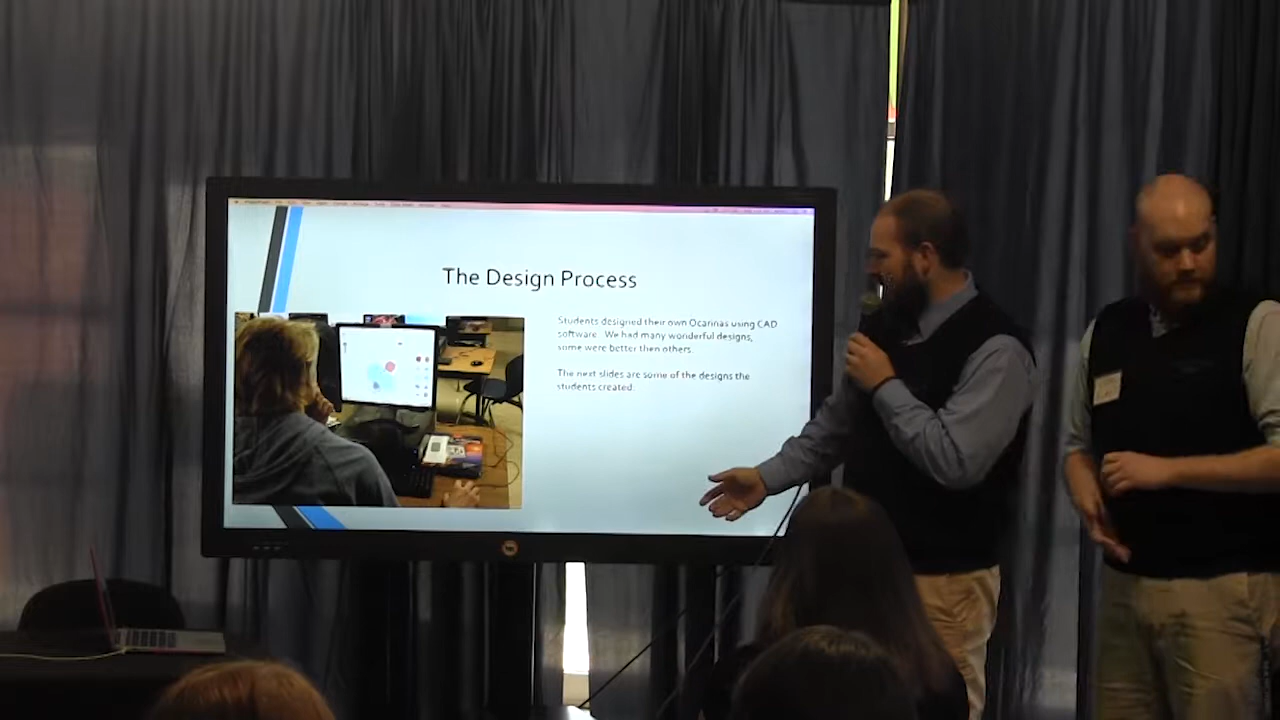 The Design Process
Students designed their own Ocarinas using CAD
software. We had many wonderful designs,
some were better then others.
The next slides are some of the designs the
students created.